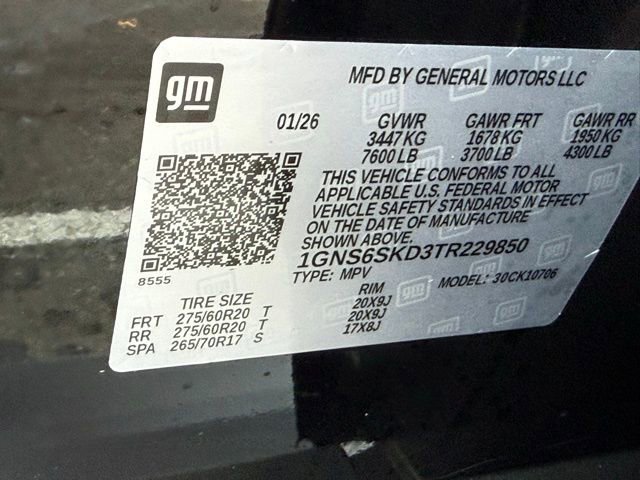 gm
MFD BY GENERAL MOTORS LLC
01/26 GVWR GAWR FRT GAWR RR
3447 KG 1678 KG 1950 KG
7600 LB 3700 LB 4300 LB
THIS VEHICLE CONFORMS TO ALL
APPLICABLE U.S. FEDERAL MOTOR
VEHICLE SAFETY STANDARDS IN EFFECT
ON THE DATE OF MANUFACTURE
SHOWN ABOVE.
1GNS6SKD3TR229850
8555 TYPE: MPV MODEL: 30CK10706
TIRE SIZE RIM
FRT 275/60R20 T 20X9J
RR 275/60R20 T 20X9J
SPA 265/70R17 S 17X8J